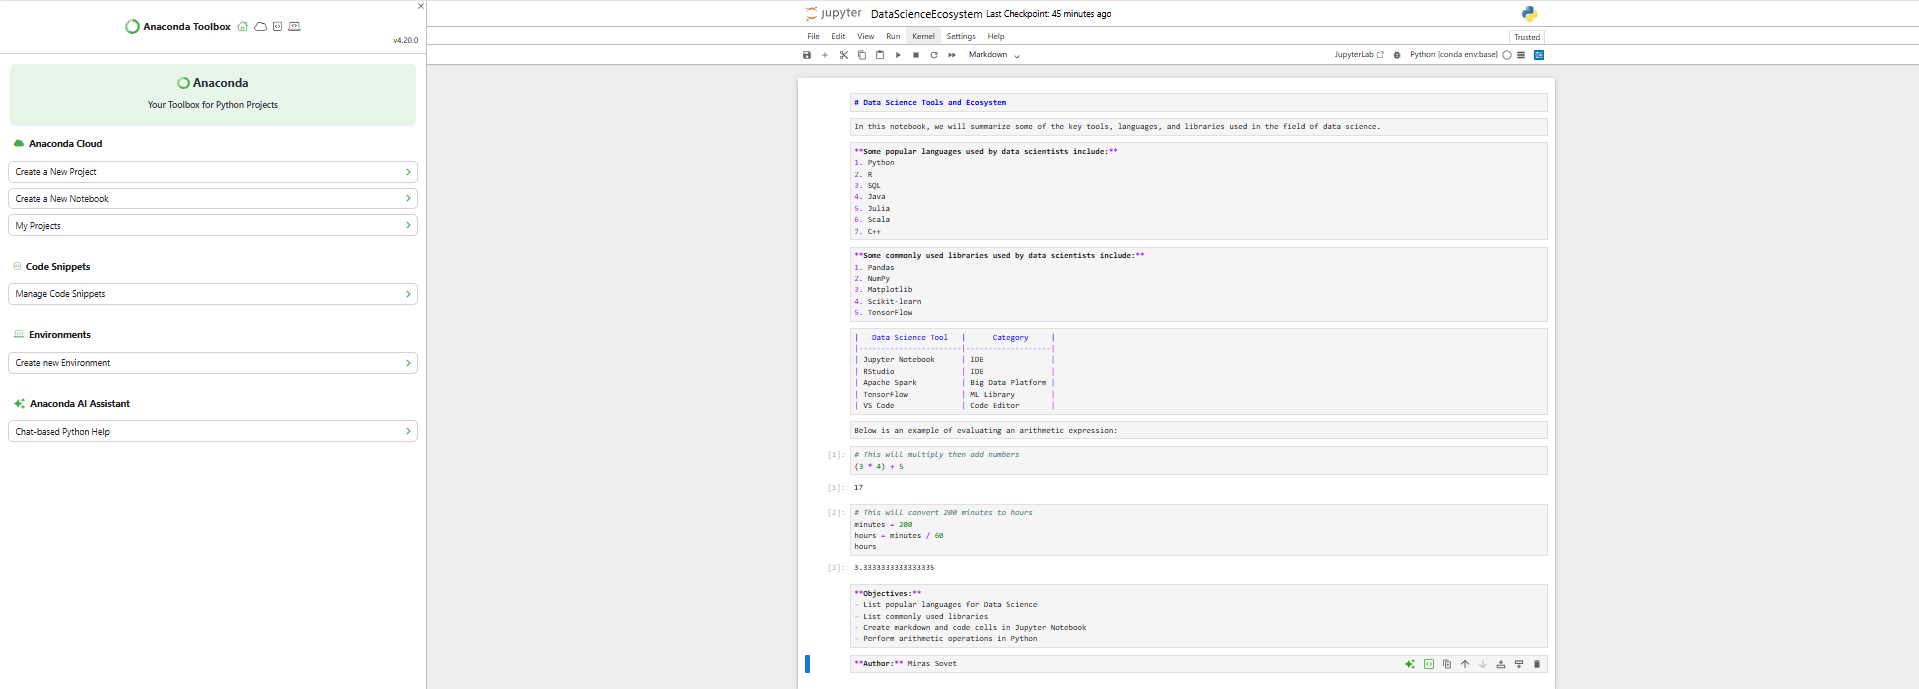 Anaconda Toolbox
v4.20.0
Anaconda
Your Toolbox for Python Projects
Anaconda Cloud
Create a New Project
Create a New Notebook
My Projects
Code Snippets
Manage Code Snippets
Environments
Create new Environment
Anaconda AI Assistant
Chat-based Python Help
jupyter DataScienceEcosystem Last Checkpoint: 45 minutes ago
File Edit View Run Kernel Settings Help
Trusted
Markdown
JupyterLab
Python [conda env:base]
# Data Science Tools and Ecosystem
In this notebook, we will summarize some of the key tools, languages, and libraries used in the field of data science.
**Some popular languages used by data scientists include:**
1. Python
2. R
3. SQL
4. Java
5. Julia
6. Scala
7. C++
**Some commonly used libraries used by data scientists include:**
1. Pandas
2. NumPy
3. Matplotlib
4. Scikit-learn
5. TensorFlow
|   Data Science Tool   |      Category     |
|-----------------------|-------------------|
| Jupyter Notebook      | IDE               |
| RStudio               | IDE               |
| Apache Spark          | Big Data Platform |
| TensorFlow            | ML Library        |
| VS Code               | Code Editor       |
Below is an example of evaluating an arithmetic expression:
[1]: # This will multiply then add numbers
(3 * 4) + 5
[1]: 17
[2]: # This will convert 200 minutes to hours
minutes = 200
hours = minutes / 60
hours
[2]: 3.3333333333333335
**Objectives:**
- List popular languages for Data Science
- List commonly used libraries
- Create markdown and code cells in Jupyter Notebook
- Perform arithmetic operations in Python
**Author:** Miras Sovet